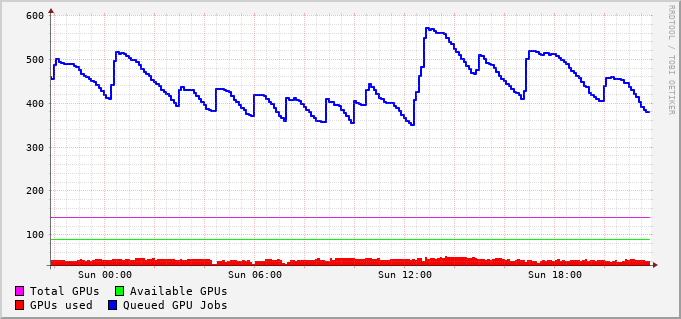 600
500
400
300
200
100
Sun 00:00 Sun 06:00 Sun 12:00 Sun 18:00
Total GPUs Available GPUs
GPUs used Queued GPU Jobs
RRDTOOL / TOBI OETIKER